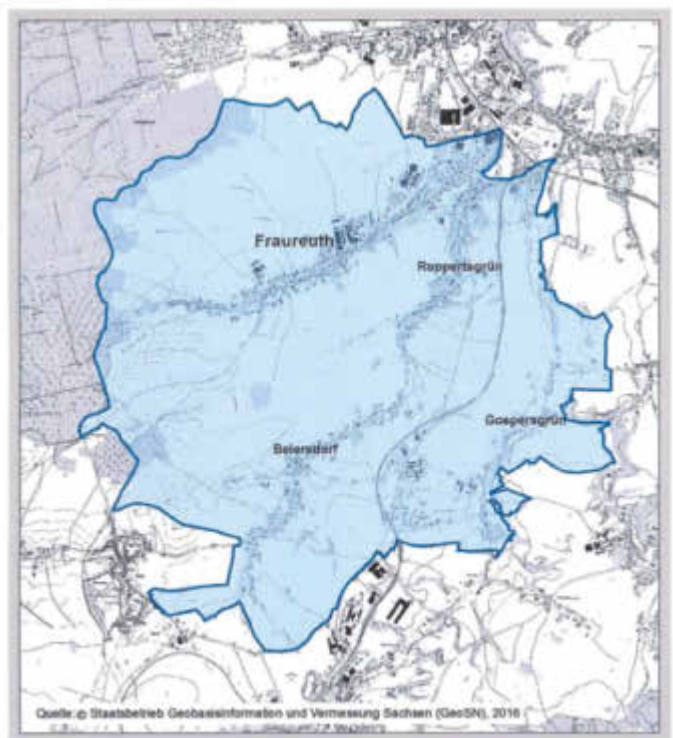 Fraureuth
Ruppertsgrün
Gospersgrün
Beiersdorf
Quelle: © Staatsbetrieb Geobasisinformation und Vermessung Sachsen (GeoSN), 2016